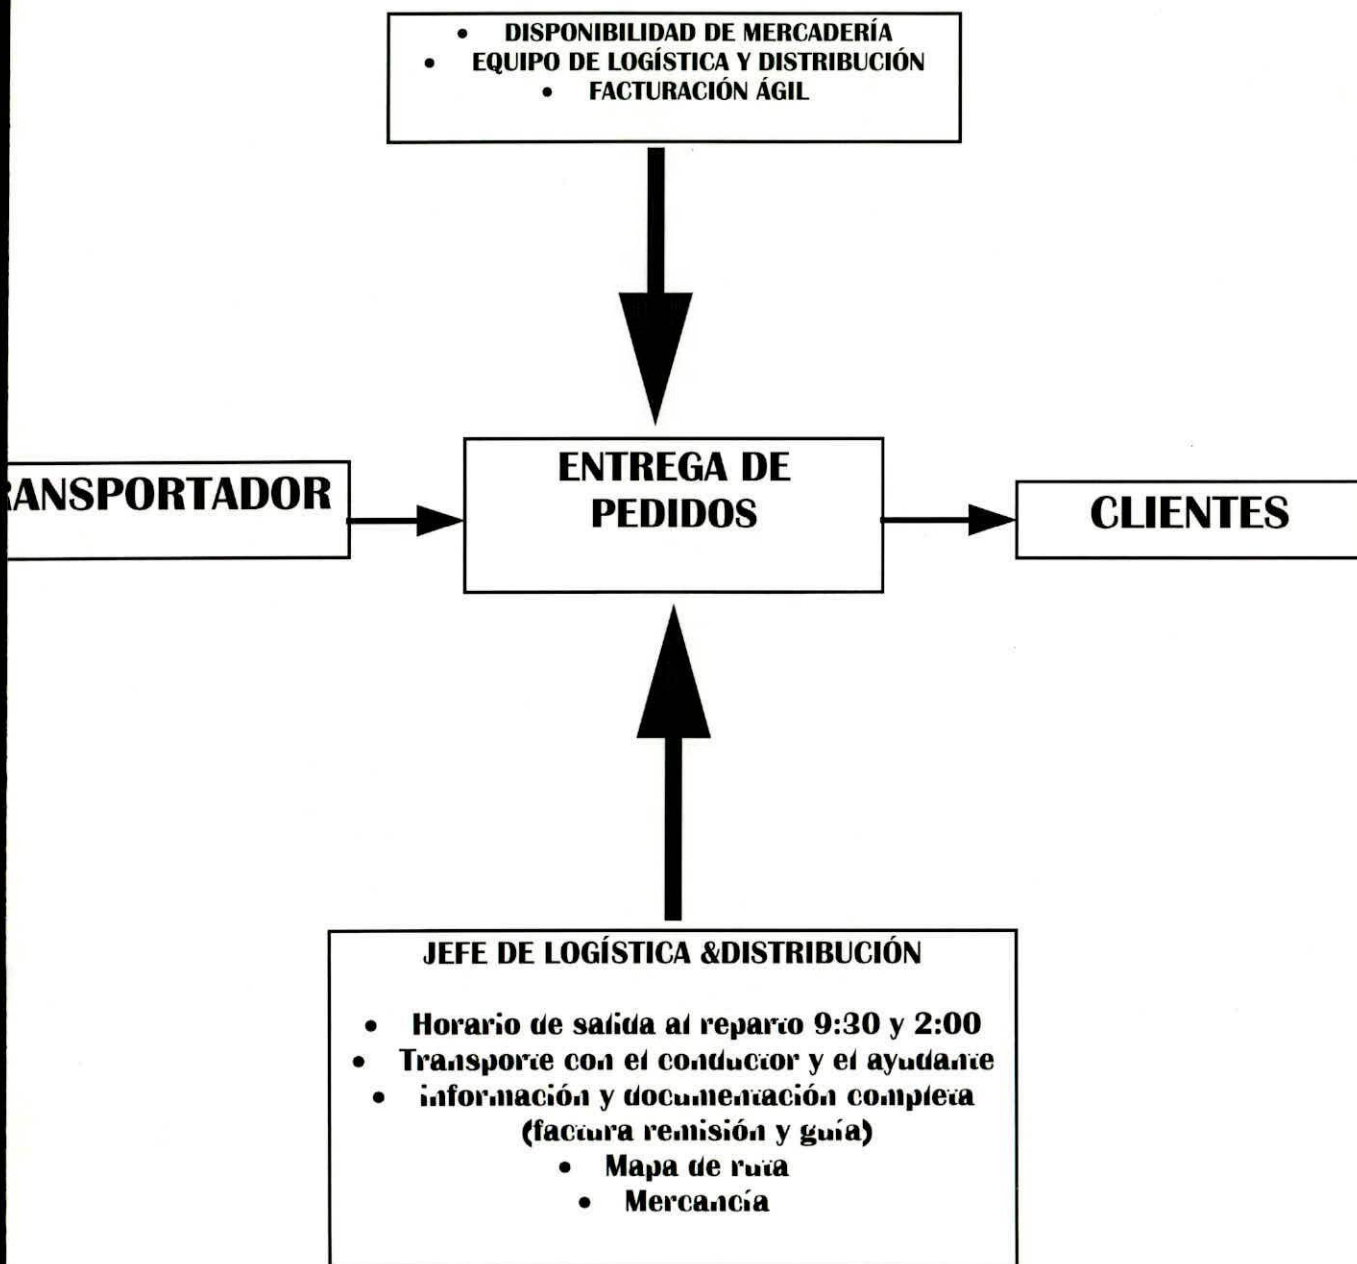 • DISPONIBILIDAD DE MERCADERÍA
• EQUIPO DE LOGÍSTICA Y DISTRIBUCIÓN
• FACTURACIÓN ÁGIL
RANSPORTADOR
ENTREGA DE
PEDIDOS
CLIENTES
JEFE DE LOGÍSTICA &DISTRIBUCIÓN
• Horario de salida al reparto 9:30 y 2:00
• Transporte con el conductor y el ayudante
• información y documentación completa
(factura remisión y guía)
• Mapa de ruta
• Mercancía